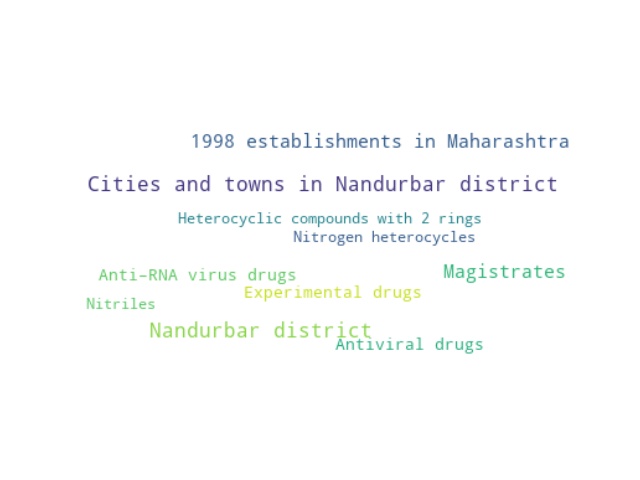 1998 establishments in Maharashtra
Cities and towns in Nandurbar district
Heterocyclic compounds with 2 rings
Nitrogen heterocycles
Magistrates
Anti-RNA virus drugs
Experimental drugs
Nitriles
Nandurbar district
Antiviral drugs